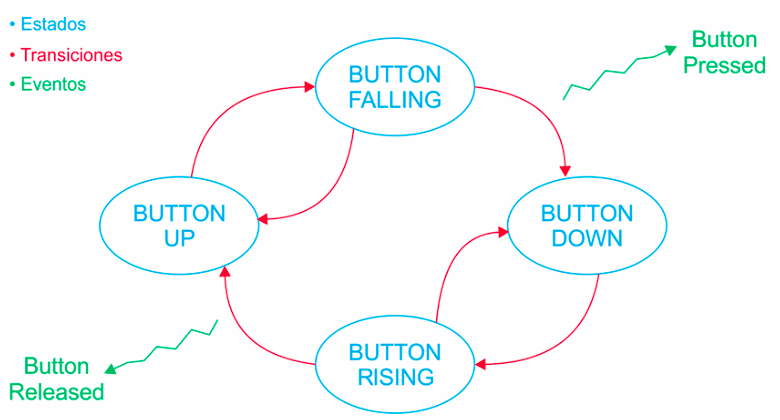 • Estados
• Transiciones
• Eventos
BUTTON
FALLING
Button
Pressed
BUTTON
UP
BUTTON
DOWN
BUTTON
RISING
Button
Released